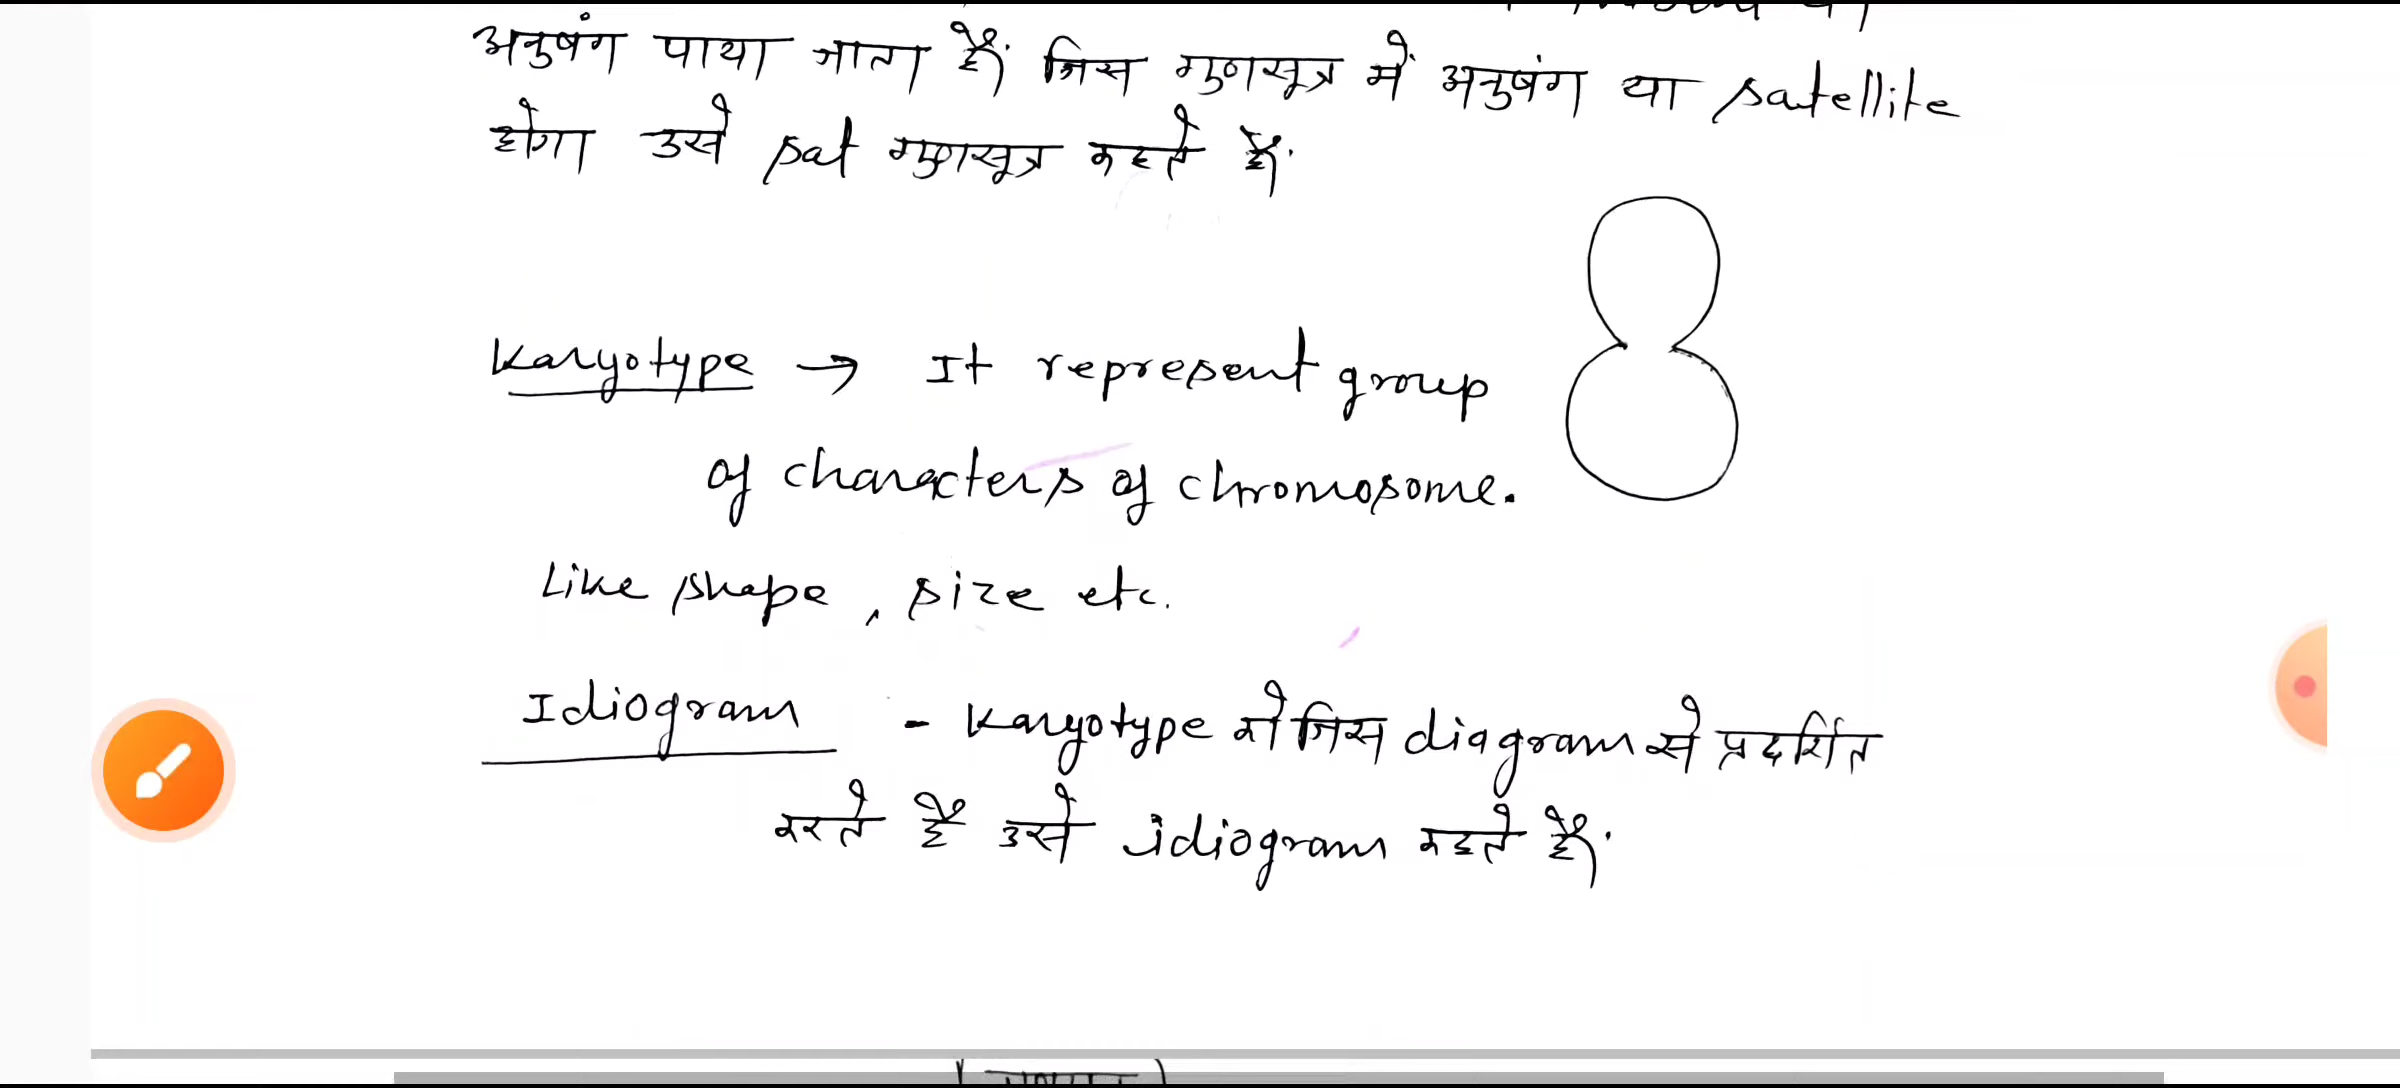 अनुषंग पाया जाता है। जिस गुणसूत्र में अनुषंग या satellite
होगा उसे sat गुणसूत्र कहते हैं।
Karyotype → It represent group
of characters of chromosome.
Like shape, size etc.
Idiogram - Karyotype को जिस diagram से प्रदर्शित
करते हैं उसे idiogram कहते हैं।